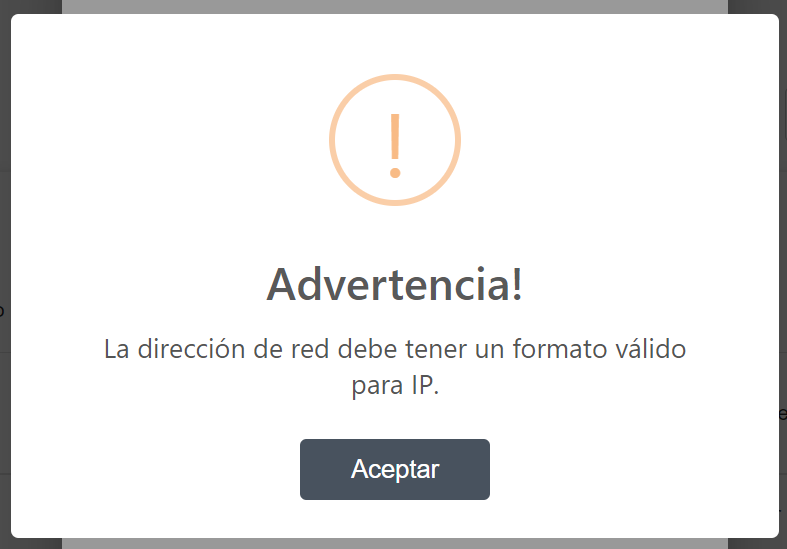 !
Advertencia!
La dirección de red debe tener un formato válido
para IP.
Aceptar